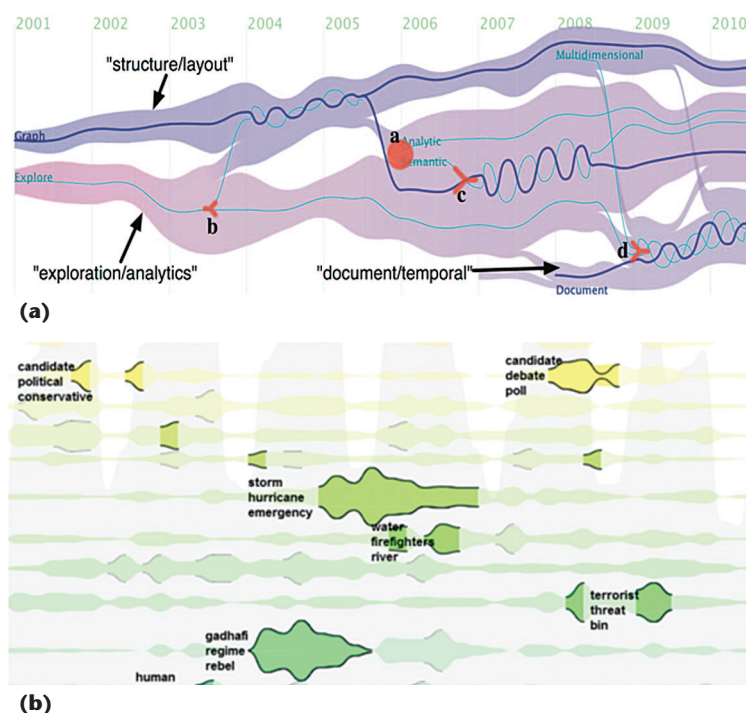 2001 2002 2003 2004 2005 2006 2007 2008 2009 2010
"structure/layout"
Multidimensional
Graph
a
Analytic
Semantic
Explore
c
b
"exploration/analytics"
"document/temporal"
d
Document
(a)
candidate
political
conservative
candidate
debate
poll
storm
hurricane
emergency
water
firefighters
river
terrorist
threat
bin
gadhafi
regime
rebel
human
(b)